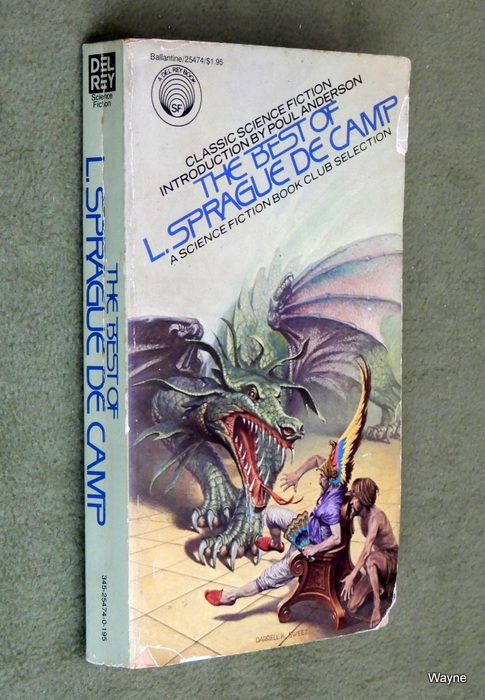 DEL
REY
Science
Fiction
THE BEST OF
L. SPRAGUE DE CAMP
345-25474-0-195
Ballantine/25474/$1.95
A DEL REY BOOK
SF
CLASSIC SCIENCE FICTION
INTRODUCTION BY POUL ANDERSON
THE BEST OF
L. SPRAGUE DE CAMP
A SCIENCE FICTION BOOK CLUB SELECTION
DARRELL K. SWEET
Wayne